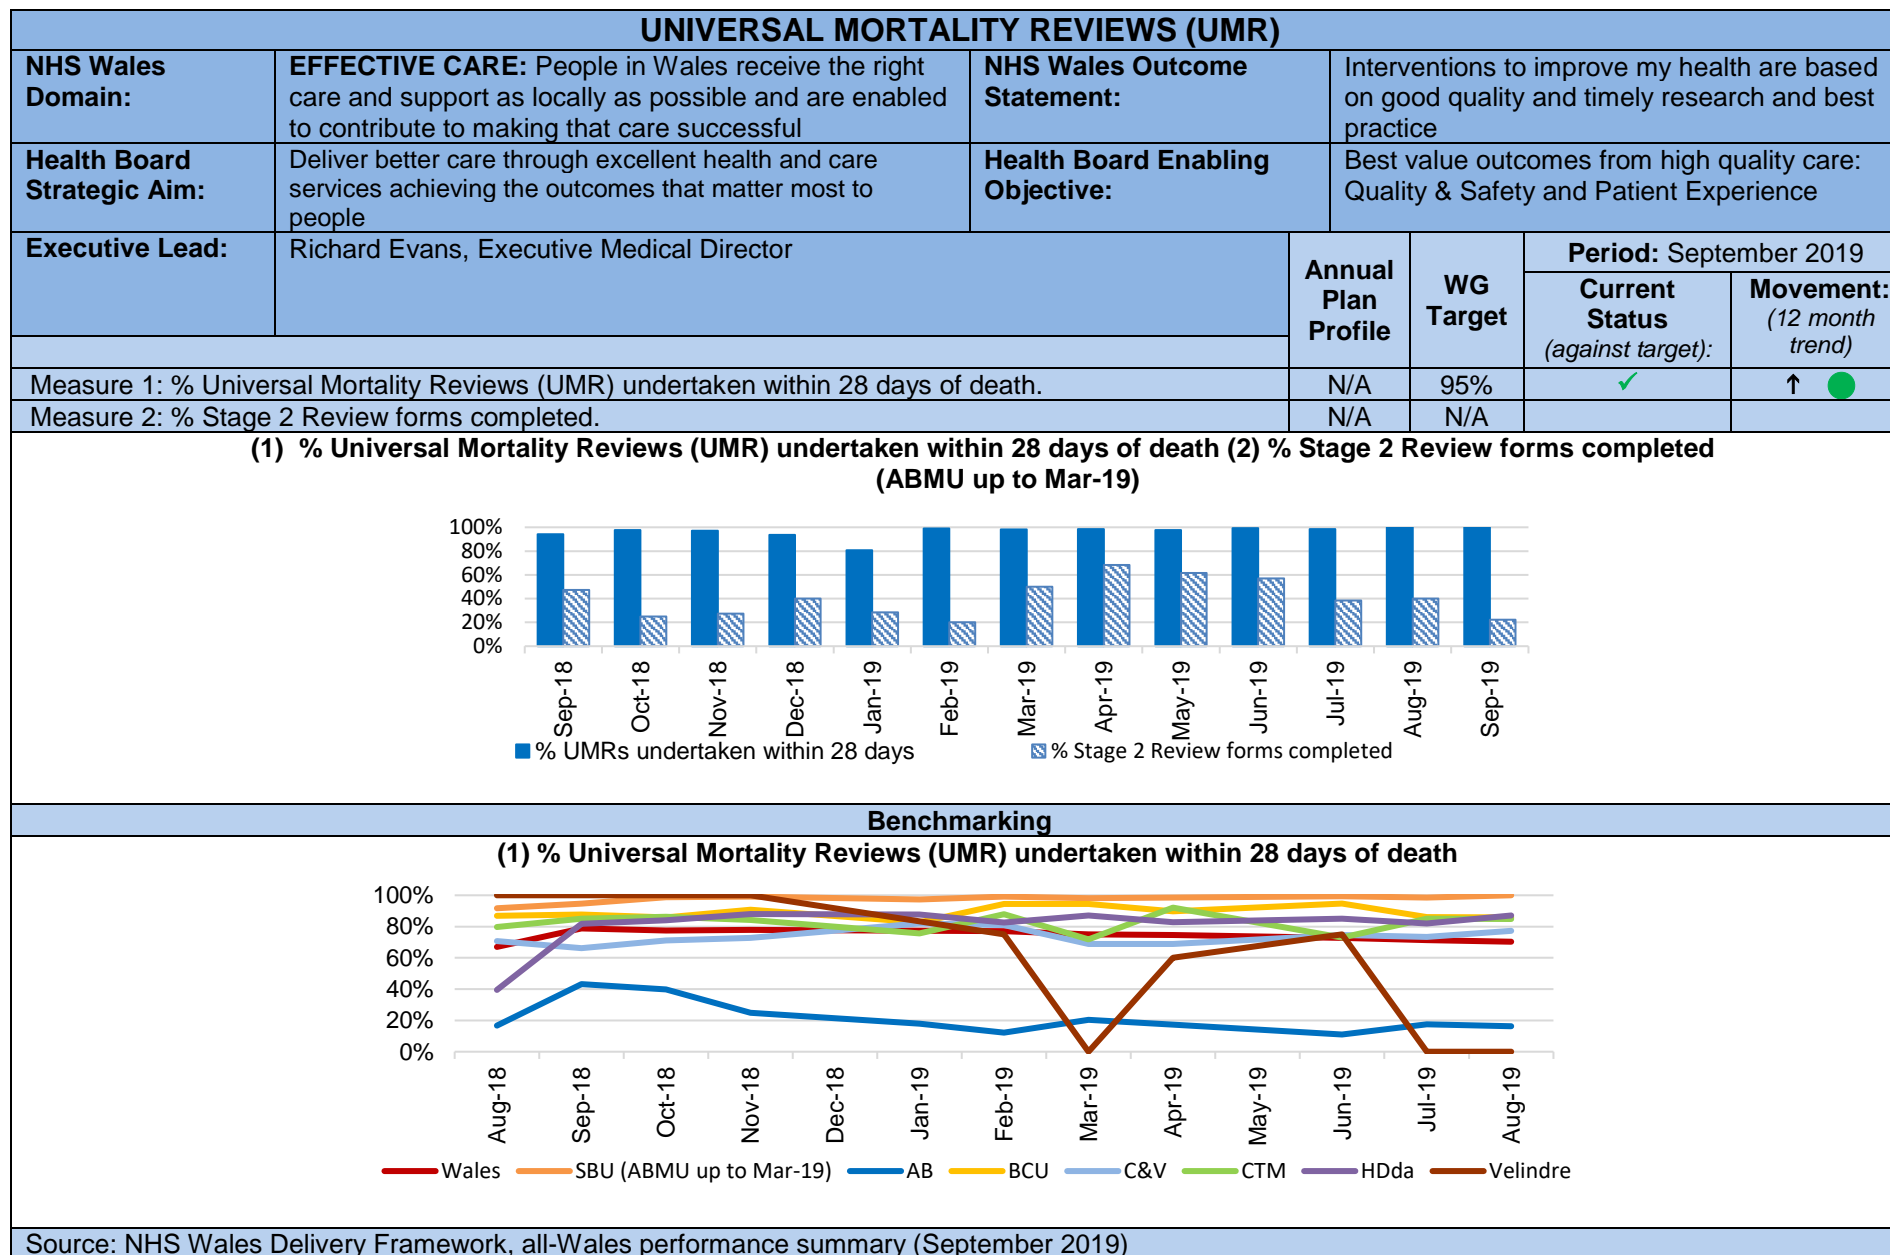 UNIVERSAL MORTALITY REVIEWS (UMR)
NHS Wales
Domain:
EFFECTIVE CARE: People in Wales receive the right
care and support as locally as possible and are enabled
to contribute to making that care successful
NHS Wales Outcome
Statement:
Interventions to improve my health are based
on good quality and timely research and best
practice
Health Board
Strategic Aim:
Deliver better care through excellent health and care
services achieving the outcomes that matter most to
people
Health Board Enabling
Objective:
Best value outcomes from high quality care:
Quality & Safety and Patient Experience
Executive Lead:
Richard Evans, Executive Medical Director
Annual
Plan
Profile
WG
Target
Period: September 2019
Current
Status
(against target):
Movement:
(12 month
trend)
Measure 1: % Universal Mortality Reviews (UMR) undertaken within 28 days of death.
N/A
95%
✓
↑
Measure 2: % Stage 2 Review forms completed.
N/A
N/A
(1) % Universal Mortality Reviews (UMR) undertaken within 28 days of death (2) % Stage 2 Review forms completed
(ABMU up to Mar-19)
100%
80%
60%
40%
20%
0%
Sep-18
Oct-18
Nov-18
Dec-18
Jan-19
Feb-19
Mar-19
Apr-19
May-19
Jun-19
Jul-19
Aug-19
Sep-19
% UMRs undertaken within 28 days
% Stage 2 Review forms completed
Benchmarking
(1) % Universal Mortality Reviews (UMR) undertaken within 28 days of death
100%
80%
60%
40%
20%
0%
Aug-18
Sep-18
Oct-18
Nov-18
Dec-18
Jan-19
Feb-19
Mar-19
Apr-19
May-19
Jun-19
Jul-19
Aug-19
Wales
SBU (ABMU up to Mar-19)
AB
BCU
C&V
CTM
HDda
Velindre
Source: NHS Wales Delivery Framework, all-Wales performance summary (September 2019)